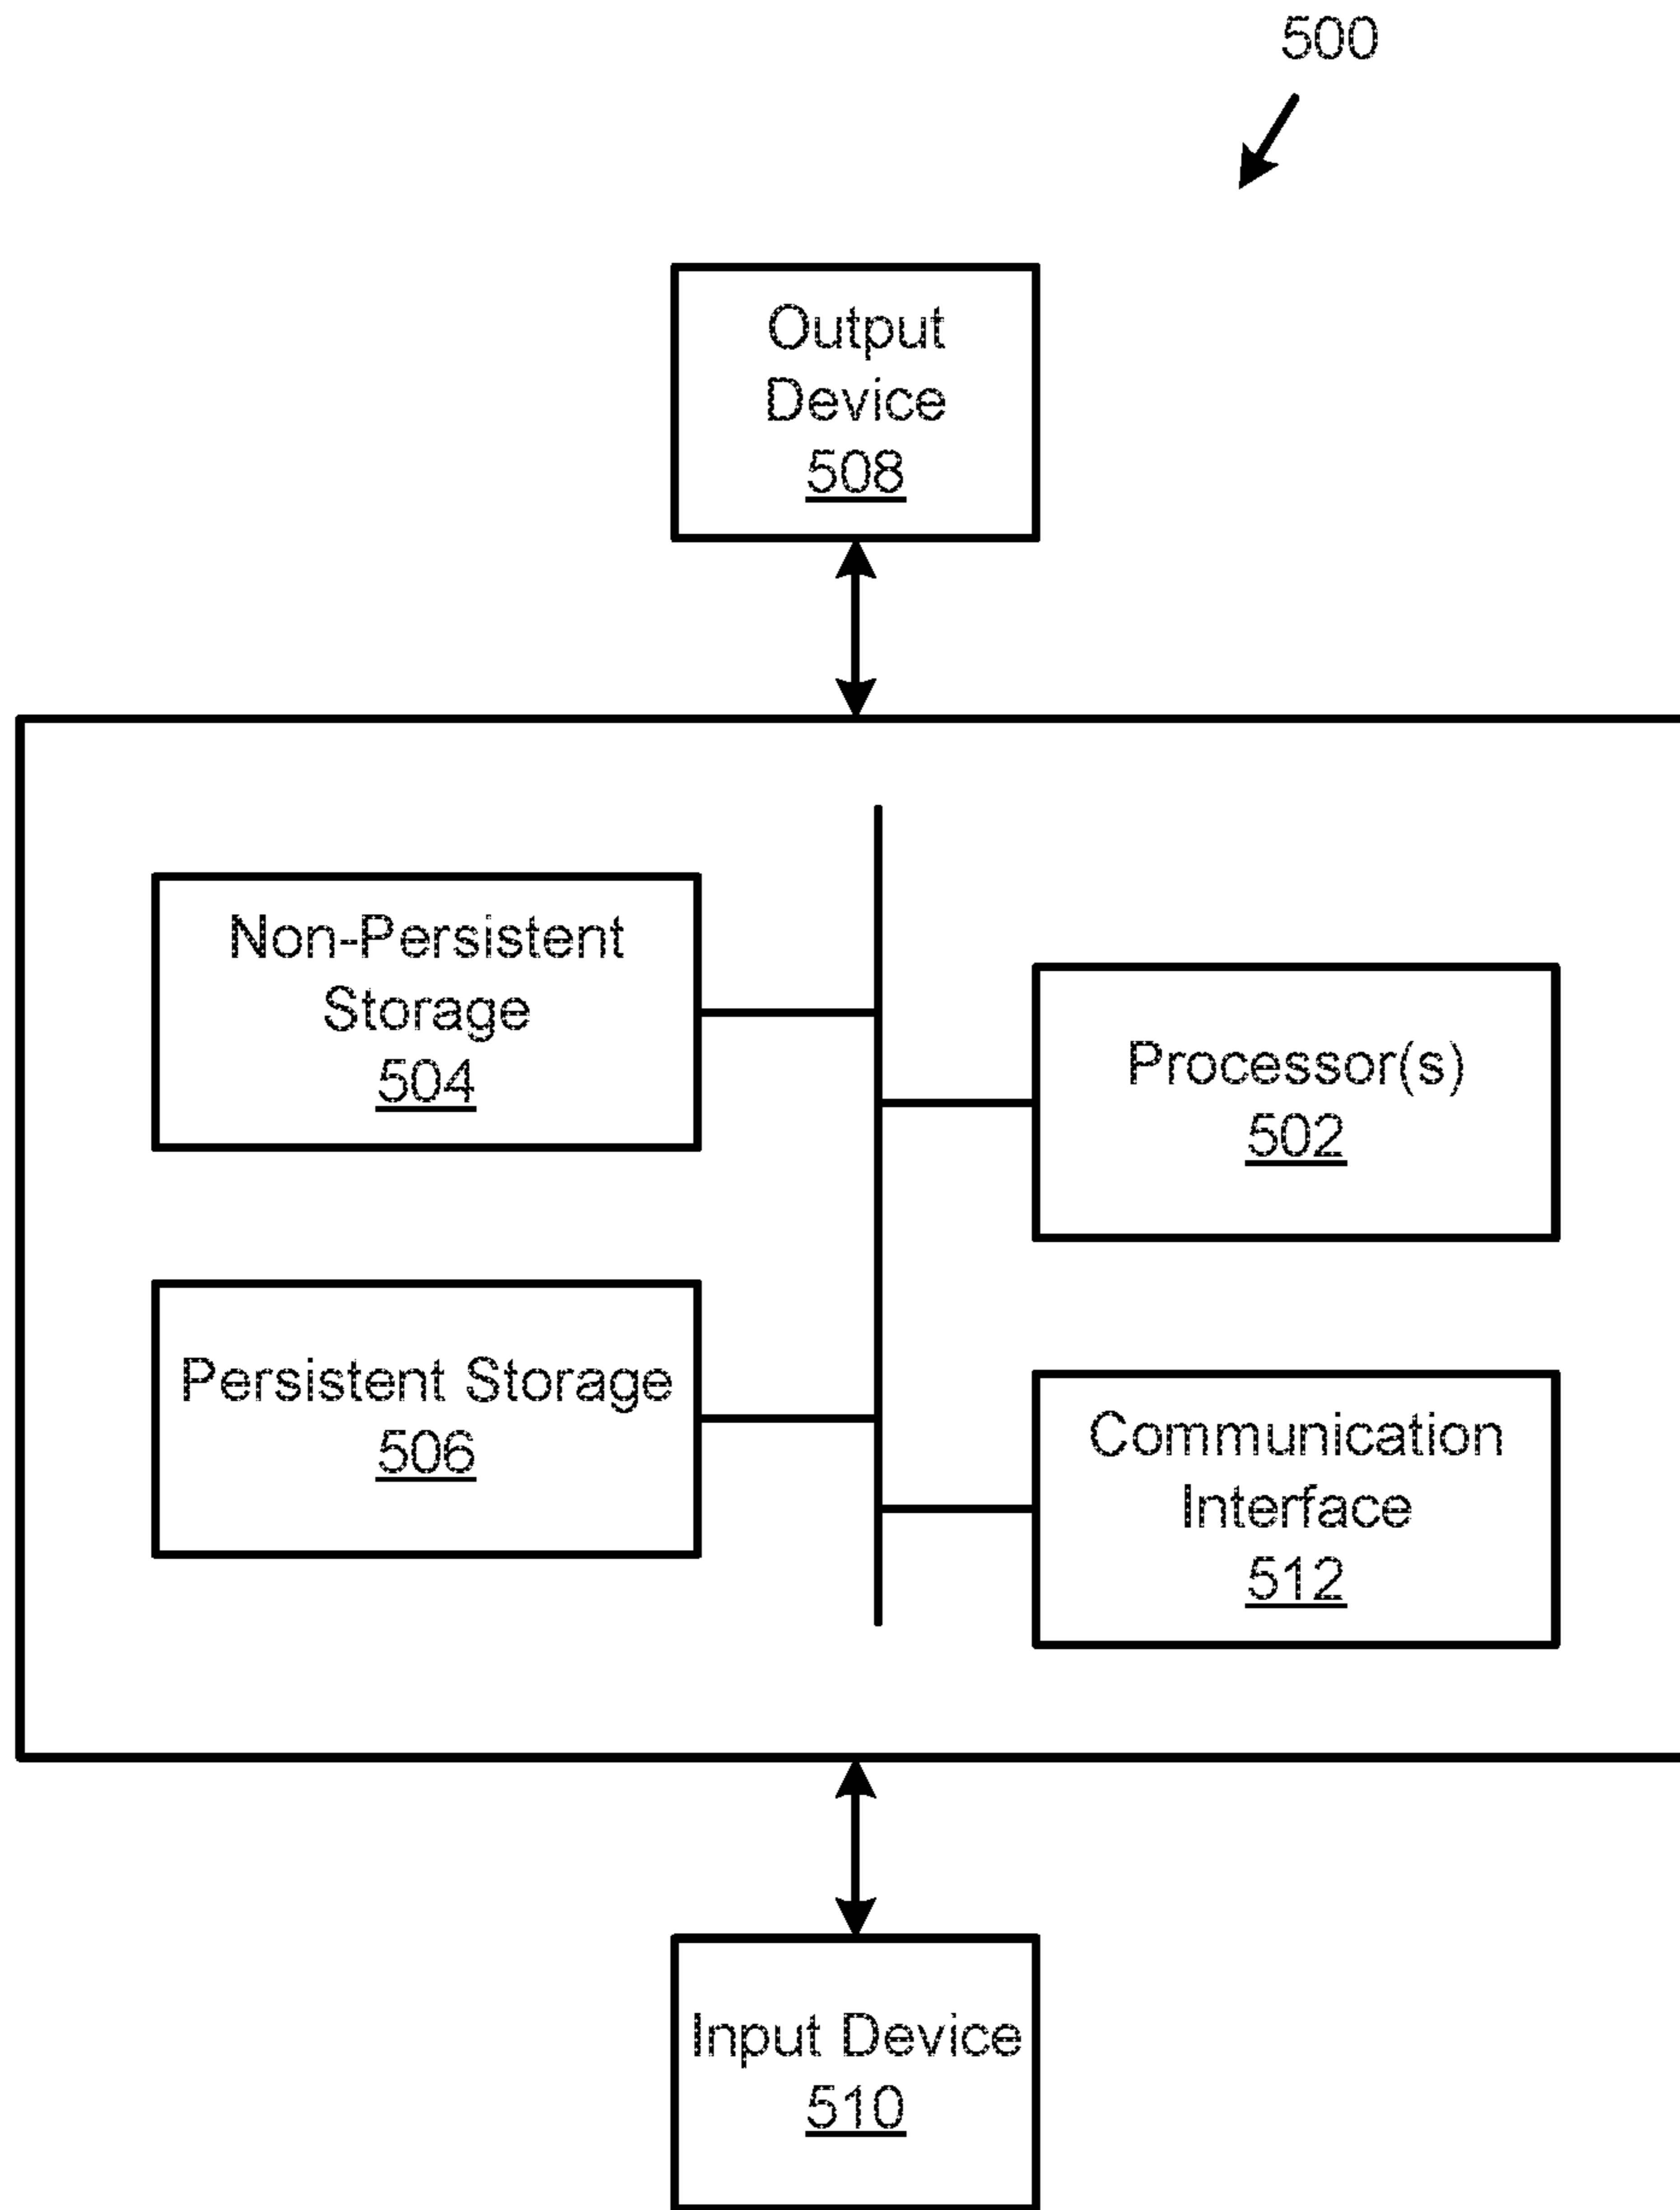 500
Output
Device
508
Non-Persistent
Storage
504
Processor(s)
502
Persistent Storage
506
Communication
Interface
512
Input Device
510